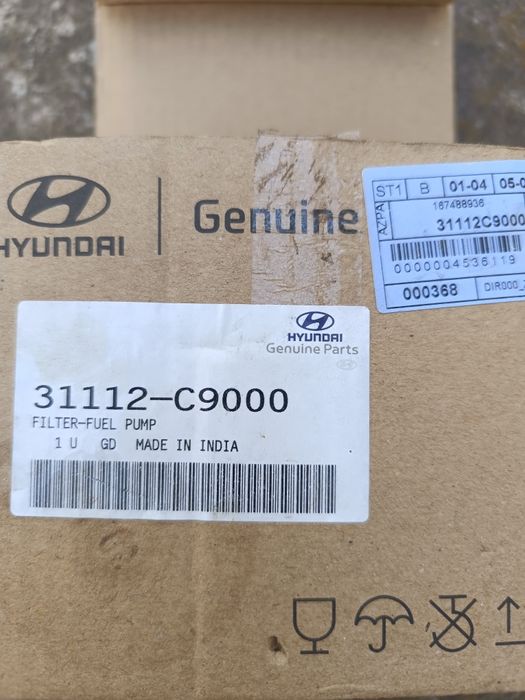 HYUNDAI
Genuine
ST1 B 01-04
AZPA
167488936
31112C9000
0000004536119
000368
HYUNDAI
Genuine Parts
31112-C9000
FILTER-FUEL PUMP
1 U GD MADE IN INDIA